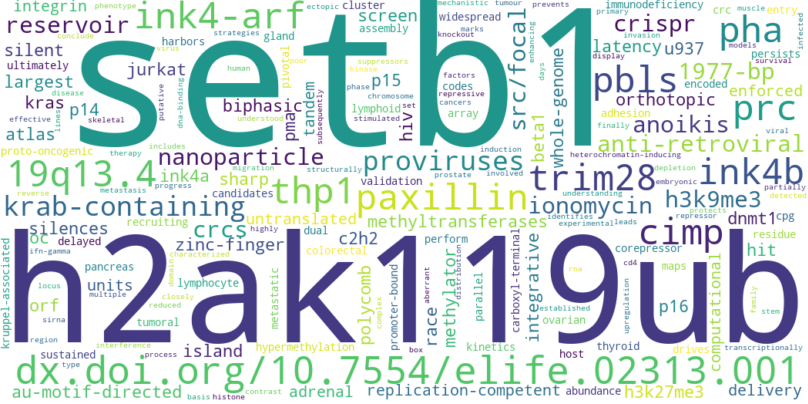 integrin
ink4-arf
reservoir
silent
harbors
ultimately
largest
jurkat
kras
p14
atlas
setb1
cluster
ectopic
screen
assembly
gland
pivotal
tandem
p15
codes
repressive
cancers
lymphoid
array
stimulated
subsequently
pmap
hiv
set
factors
knockout
marks
mechanistic
tumour
widespread
strategies
phenotype
conclude
virus
suppressors
kinase
human
understood
phase
chromosome
biphasic
dna-binding
putative
lines
skeletal
disease
effective
proto-oncogenic
therapy
includes
migration
structurally
validation
src/focal
beta1
whole-genome
crispr
immunodeficiency
crc
muscle
prevents
primary
invasion
enhancing
days
display
models
survival
entry
infected
latency
u937
persists
encoded
pha
pbls
1977-bp
enforced
orthotopic
prc
adhesion
finally
viral
anoikis
anti-retroviral
nanoparticle
19q13.4
ink4a
sharp
metastasis
progress
reverse
candidates
krab-containing
recruiting
untranslated
thp1
paxillin
proviruses
prostate
involved
induction
heterochromatin-inducing
trim28
ionomycin
depletion
embryonic
understanding
identifies
experimental
leads
repressor
protects
h3k9me3
dnmt1
cpg
residue
hit
ink4b
partially
detected
methyltransferases
silences
oc
delayed
ifn-gamma
crcs
zinc-finger
highly
dual
c2h2
perform
colorectal
characterized
corepressor
cimp
h2ak119ub
kruppel-associated
locus
multiple
sirna
region
pancreas
units
orf
reduced
closely
domain
lymphocyte
tumoral
metastatic
polycomb
complex
promoter-bound
race
box
aberrant
methylator
distribution
parallel
carboxyl-terminal
integrative
rna
established
ovarian
upregulation
cd4
p16
maps
transcriptionally
computational
family
stem
sustained
interference
type
process
island
hypermethylation
kinetics
host
thyroid
drives
dx.doi.org/10.7554/elife.02313.001
au-motif-directed
basis
histone
contrast
adrenal
replication-competent
abundance
h3k27me3
delivery